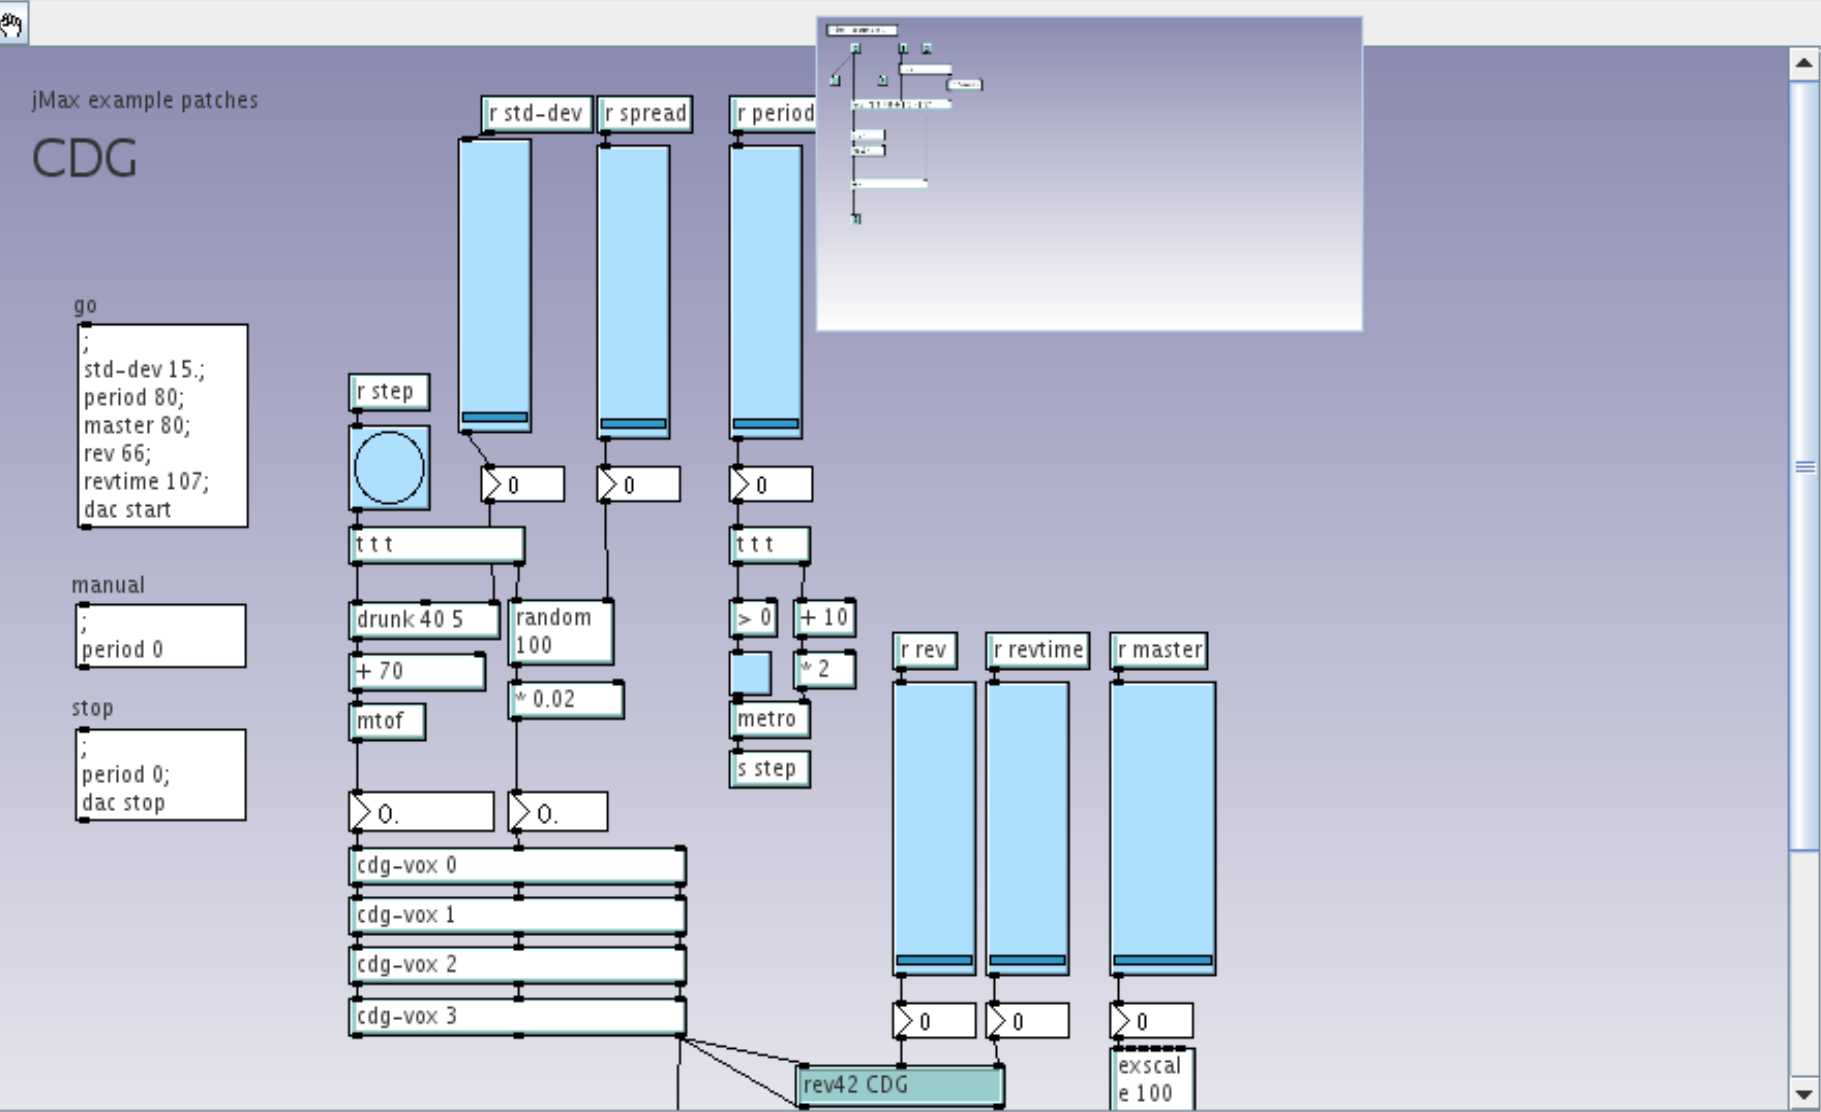 jMax example patches
CDG
r std-dev
r spread
r period
go
;
std-dev 15.;
period 80;
master 80;
rev 66;
revtime 107;
dac start
r step
0
0
0
t t t
t t t
manual
;
period 0
drunk 40 5
random
100
> 0
+ 10
+ 70
* 2
r rev
r revtime
r master
* 0.02
stop
mtof
metro
;
period 0;
dac stop
s step
0.
0.
cdg-vox 0
cdg-vox 1
cdg-vox 2
cdg-vox 3
0
0
0
rev42 CDG
exscal
e 100